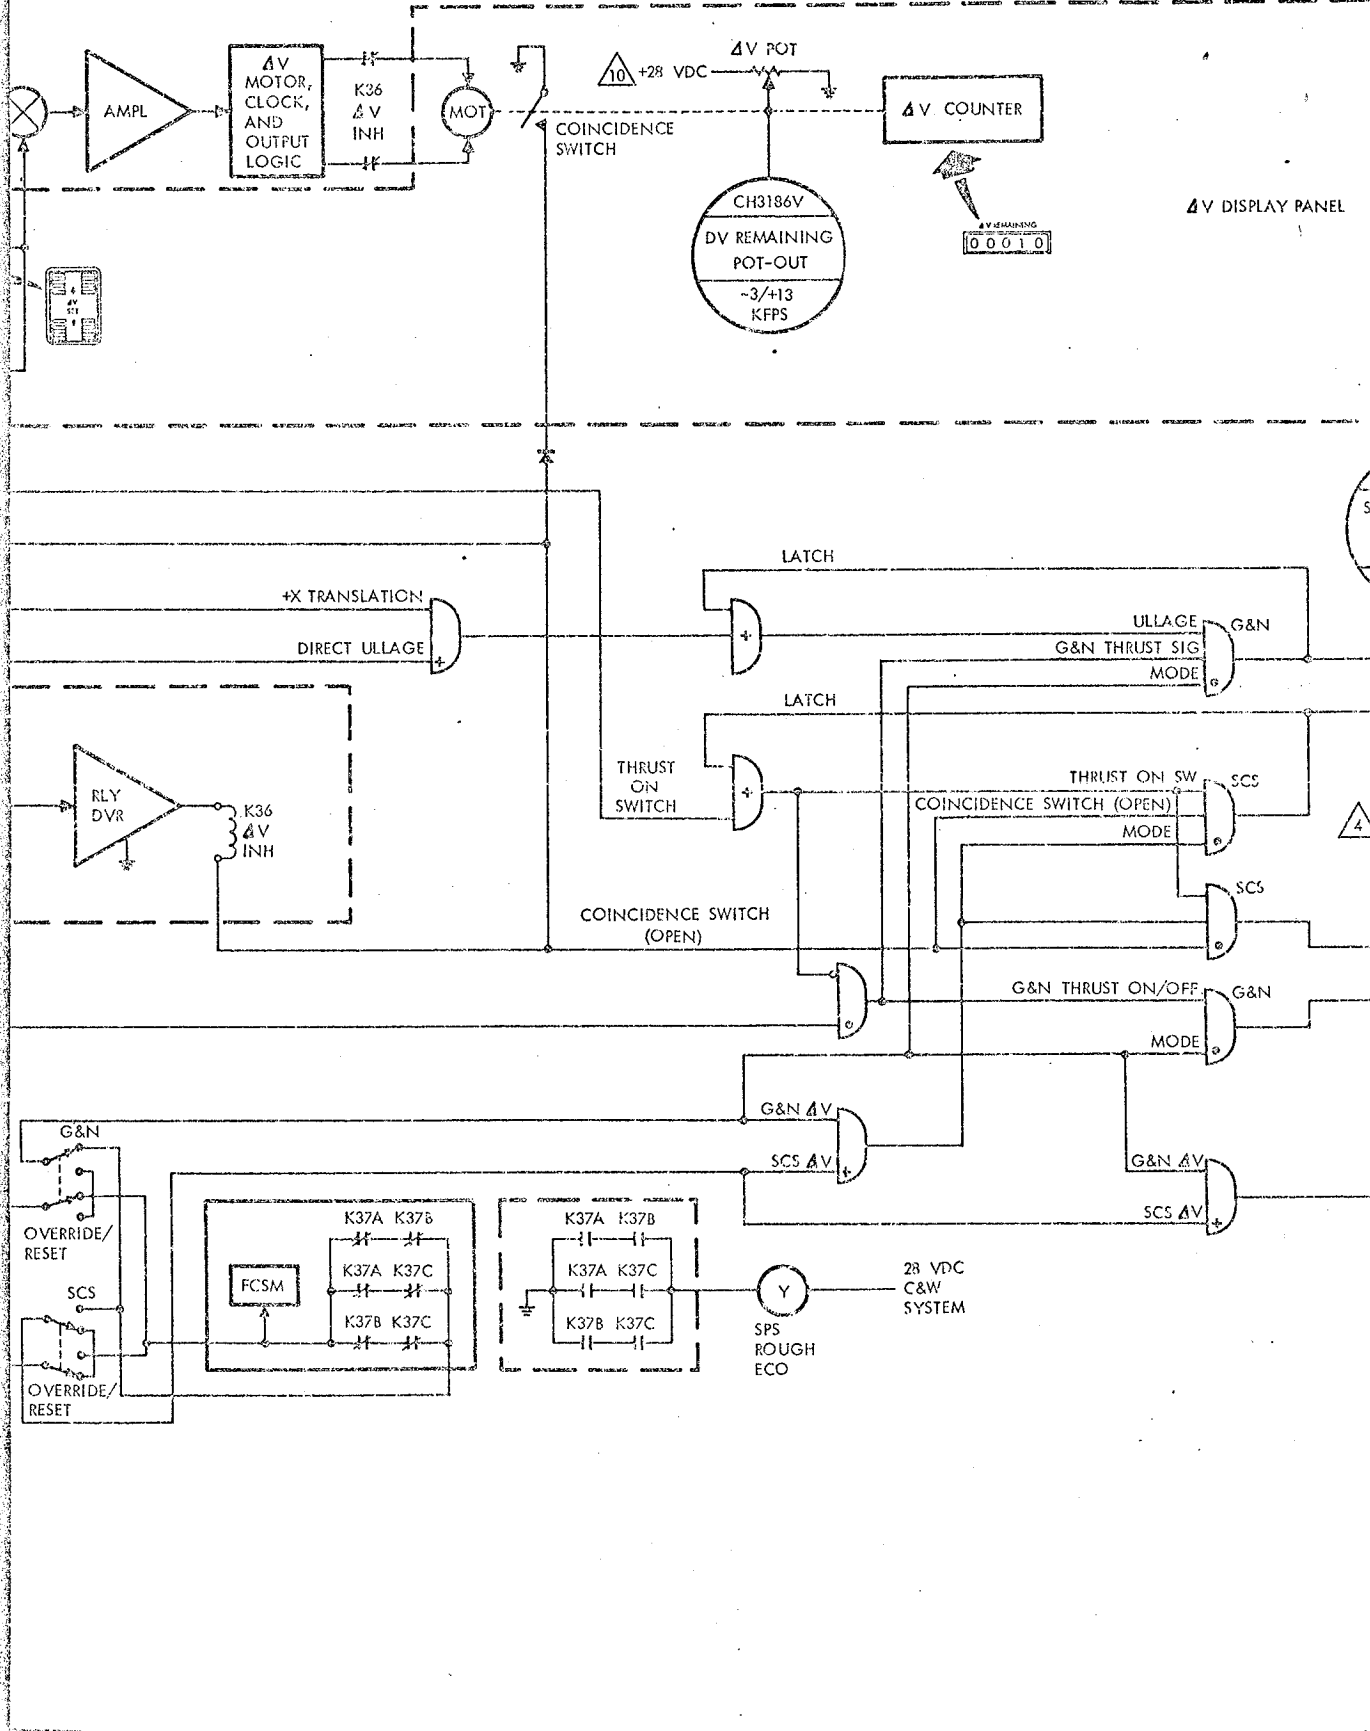 ΔV POT
10 +28 VDC
AMPL
ΔV
MOTOR,
CLOCK,
AND
OUTPUT
LOGIC
K36
ΔV
INH
MOT
COINCIDENCE
SWITCH
ΔV COUNTER
CH3186V
DV REMAINING
POT-OUT
-3/+13
KFPS
ΔV REMAINING
00010
ΔV DISPLAY PANEL
ΔV
SET
S
LATCH
+X TRANSLATION
DIRECT ULLAGE
+
+
ULLAGE
G&N THRUST SIG
MODE
G&N
LATCH
THRUST
ON
SWITCH
+
THRUST ON SW
COINCIDENCE SWITCH (OPEN)
MODE
SCS
4
RLY
DVR
K36
ΔV
INH
SCS
COINCIDENCE SWITCH
(OPEN)
G&N THRUST ON/OFF
G&N
MODE
G&N ΔV
SCS ΔV
+
G&N ΔV
SCS ΔV
+
G&N
OVERRIDE/
RESET
SCS
OVERRIDE/
RESET
FCSM
K37A K37B
K37A K37C
K37B K37C
K37A K37B
K37A K37C
K37B K37C
Y
SPS
ROUGH
ECO
28 VDC
C&W
SYSTEM